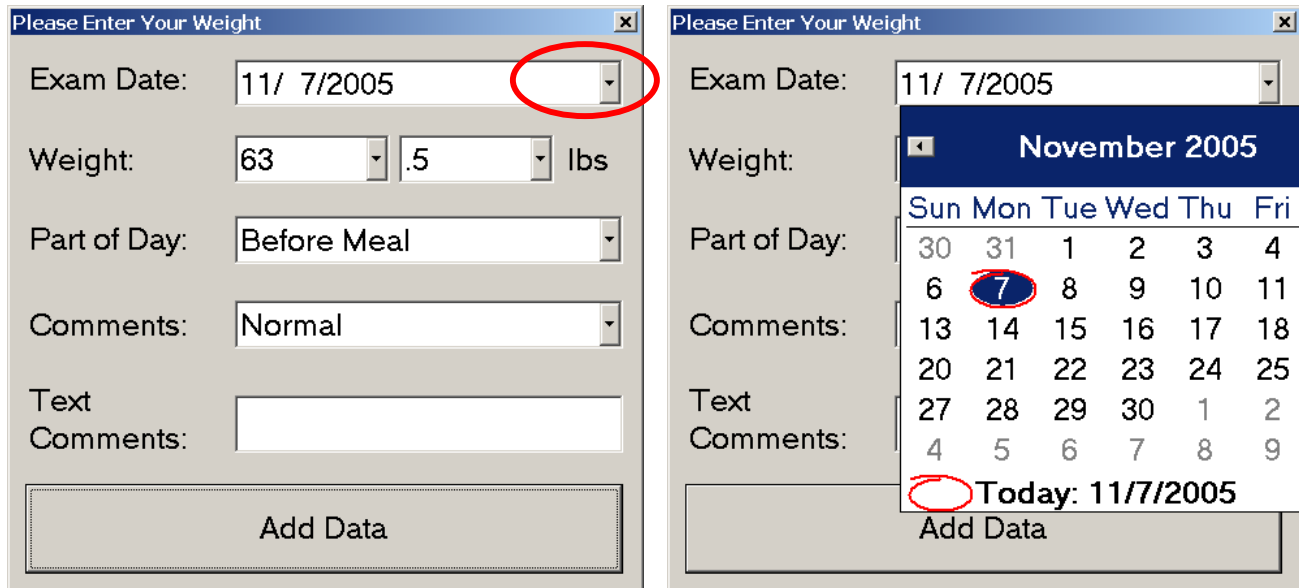 Please Enter Your Weight
Exam Date: 11/ 7/2005
Weight: 63 .5 lbs
Part of Day: Before Meal
Comments: Normal
Text
Comments:
Add Data
Please Enter Your Weight
Exam Date: 11/ 7/2005
November 2005
Weight:
Sun Mon Tue Wed Thu Fri
Part of Day:
30 31 1 2 3 4
6 7 8 9 10 11
Comments:
13 14 15 16 17 18
20 21 22 23 24 25
Text
27 28 29 30 1 2
Comments:
4 5 6 7 8 9
Today: 11/7/2005
Add Data